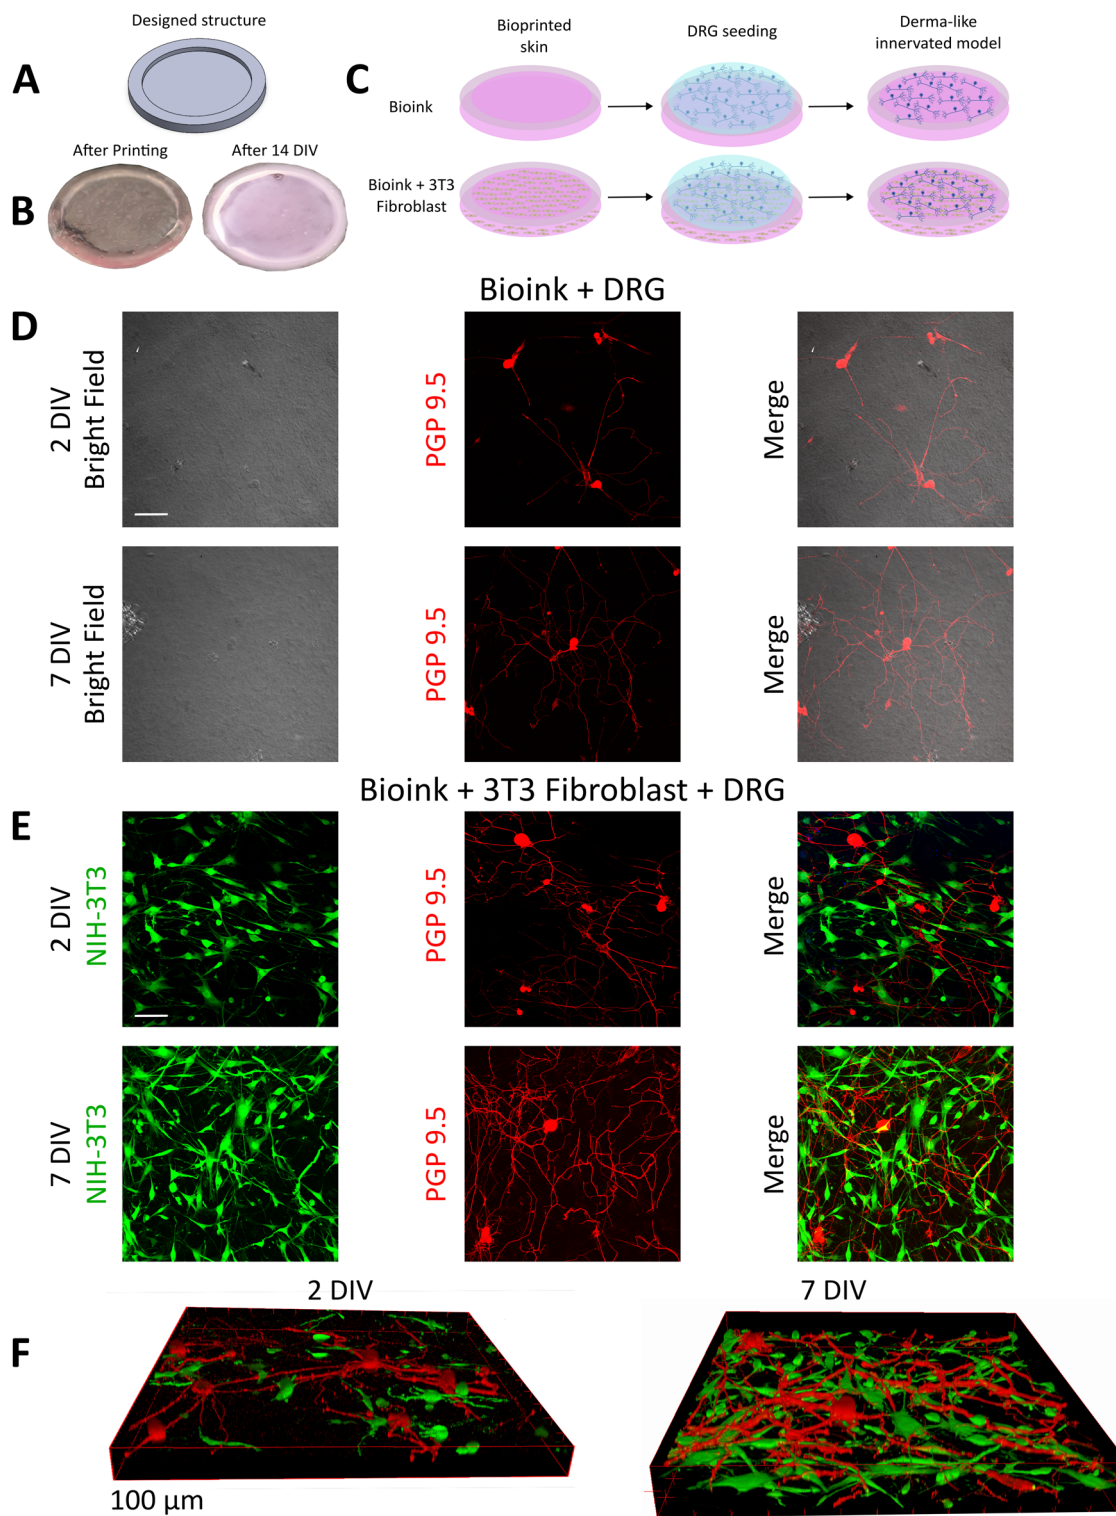 Designed structure
A
After Printing
After 14 DIV
B
C
Bioprinted
skin
DRG seeding
Derma-like
innervated model
Bioink
Bioink + 3T3
Fibroblast
Bioink + DRG
D
2 DIV
Bright Field
PGP 9.5
Merge
7 DIV
Bright Field
PGP 9.5
Merge
Bioink + 3T3 Fibroblast + DRG
E
2 DIV
NIH-3T3
PGP 9.5
Merge
7 DIV
NIH-3T3
PGP 9.5
Merge
F
2 DIV
7 DIV
100 μm